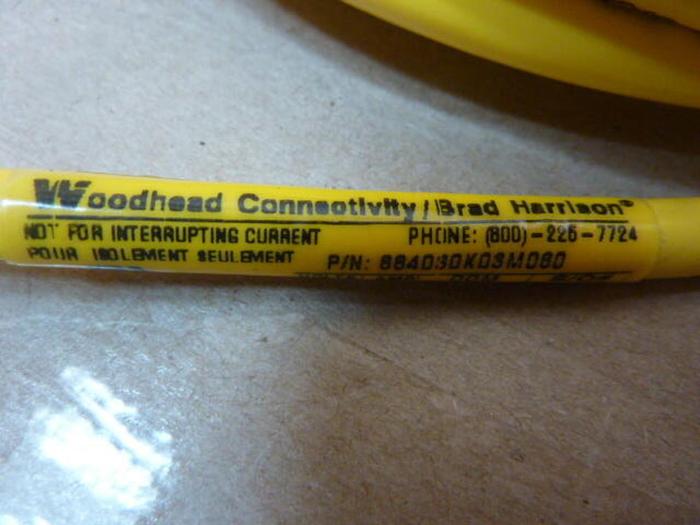 Woodhead Connectivity/Brad Harrison®
NOT FOR INTERRUPTING CURRENT PHONE: (800)-225-7724
POUR ISOLEMENT SEULEMENT P/N: 884030K03M060